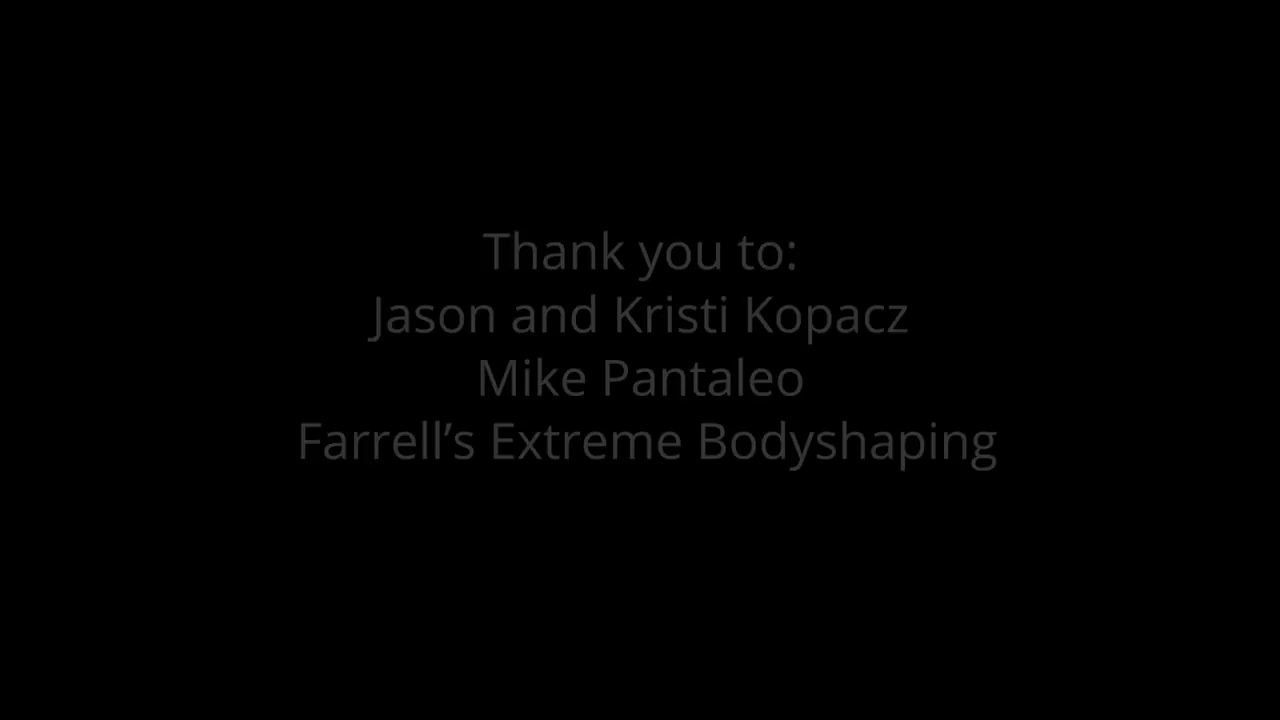 Thank you to:
Jason and Kristi Kopacz
Mike Pantaleo
Farrell’s Extreme Bodyshaping